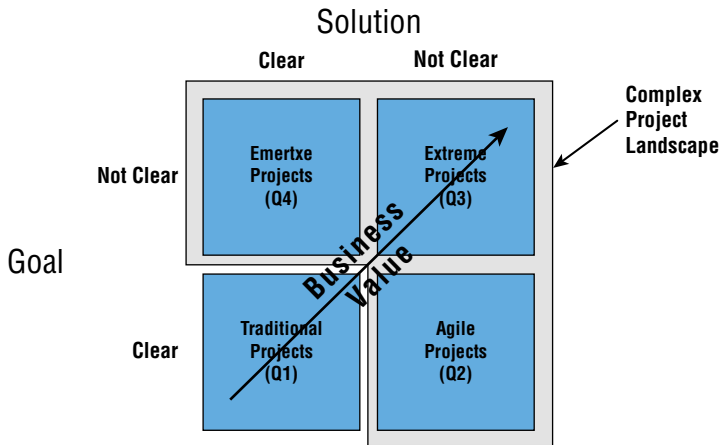 Solution
Clear
Not Clear
Complex
Project
Landscape
Not Clear
Emertxe
Projects
(Q4)
Extreme
Projects
(Q3)
Business
Value
Goal
Clear
Traditional
Projects
(Q1)
Agile
Projects
(Q2)